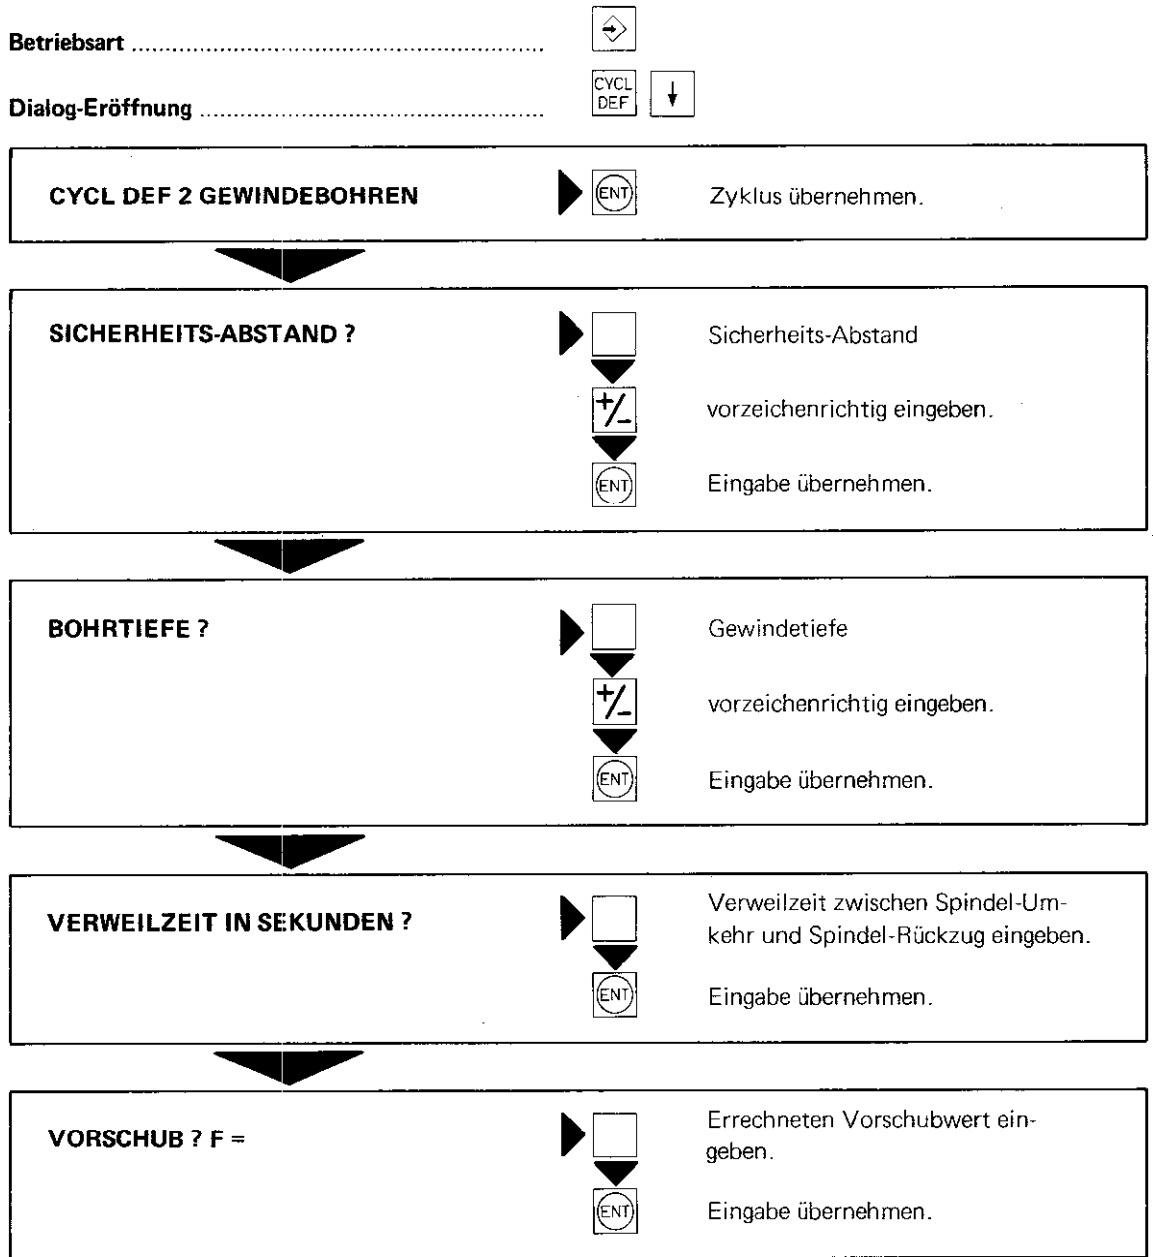 Betriebsart ..................................................
Dialog-Eröffnung ..........................................
CYCL DEF
CYCL DEF 2 GEWINDEBOHREN
ENT
Zyklus übernehmen.
SICHERHEITS-ABSTAND ?
Sicherheits-Abstand
+/-
vorzeichenrichtig eingeben.
ENT
Eingabe übernehmen.
BOHRTIEFE ?
Gewindetiefe
+/-
vorzeichenrichtig eingeben.
ENT
Eingabe übernehmen.
VERWEILZEIT IN SEKUNDEN ?
Verweilzeit zwischen Spindel-Um-
kehr und Spindel-Rückzug eingeben.
ENT
Eingabe übernehmen.
VORSCHUB ? F =
Errechneten Vorschubwert ein-
geben.
ENT
Eingabe übernehmen.